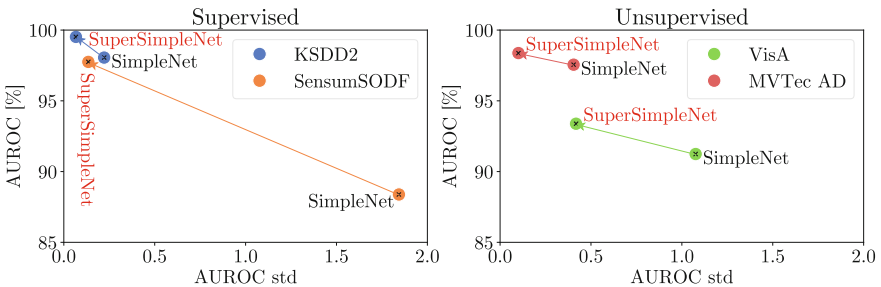 Supervised
100
95
90
85
AUROC [%]
SuperSimpleNet
SimpleNet
SuperSimpleNet
SimpleNet
KSDD2
SensumSODF
0.0 0.5 1.0 1.5 2.0
AUROC std
Unsupervised
100
95
90
85
AUROC [%]
SuperSimpleNet
SimpleNet
SuperSimpleNet
SimpleNet
VisA
MVTec AD
0.0 0.5 1.0 1.5 2.0
AUROC std